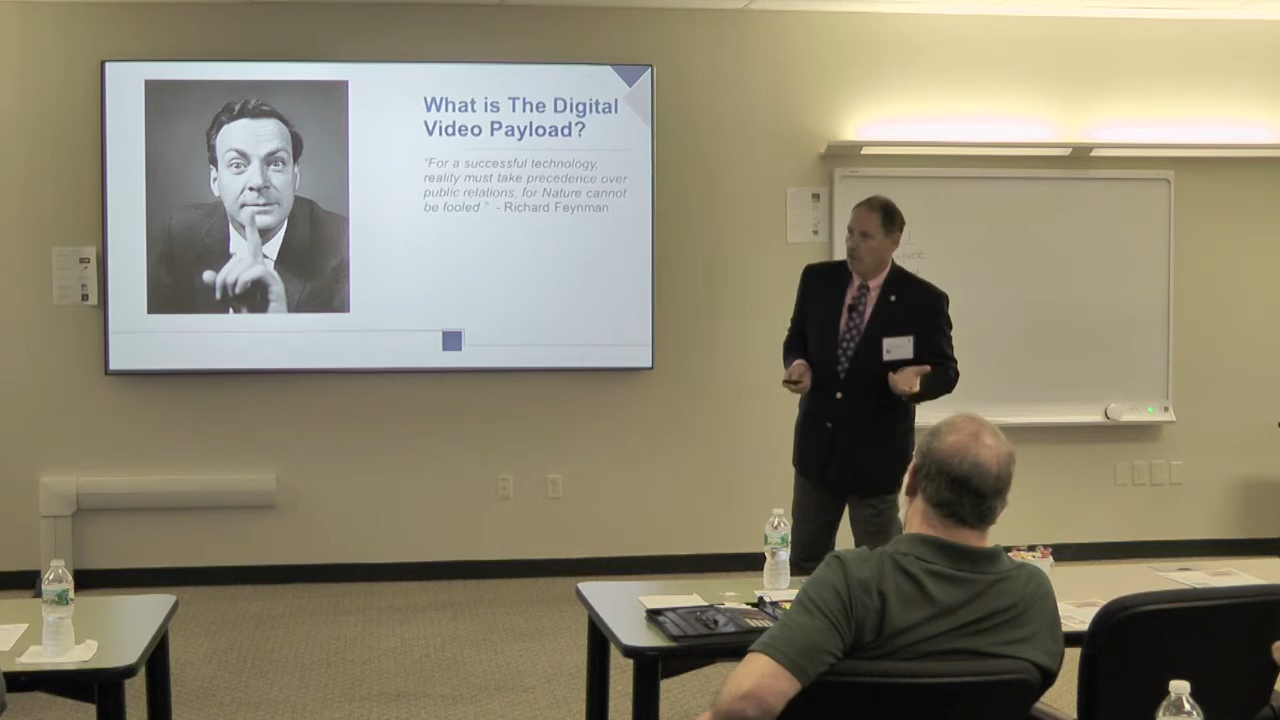 What is The Digital
Video Payload?
"For a successful technology,
reality must take precedence over
public relations, for Nature cannot
be fooled." - Richard Feynman